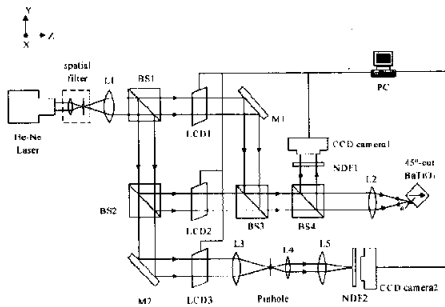 Y
X Z
spatial
filter
L1
BS1
He-Ne
Laser
LCD1
M1
PC
CCD camera1
NDF1
L2
45°-cut
BaTiO₃
BS2
LCD2
BS3
BS4
M2
LCD3
L3
L4
L5
Pinhole
NDF2
CCD camera2